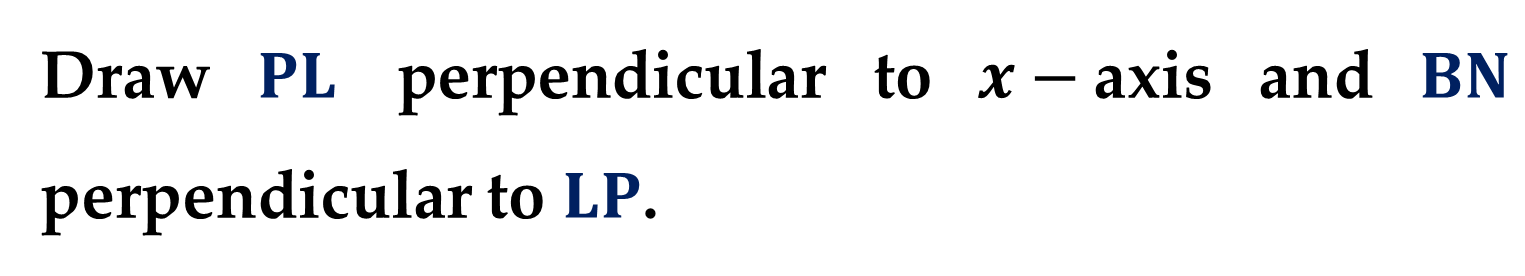 Draw PL perpendicular to x – axis and BN
perpendicular to LP.